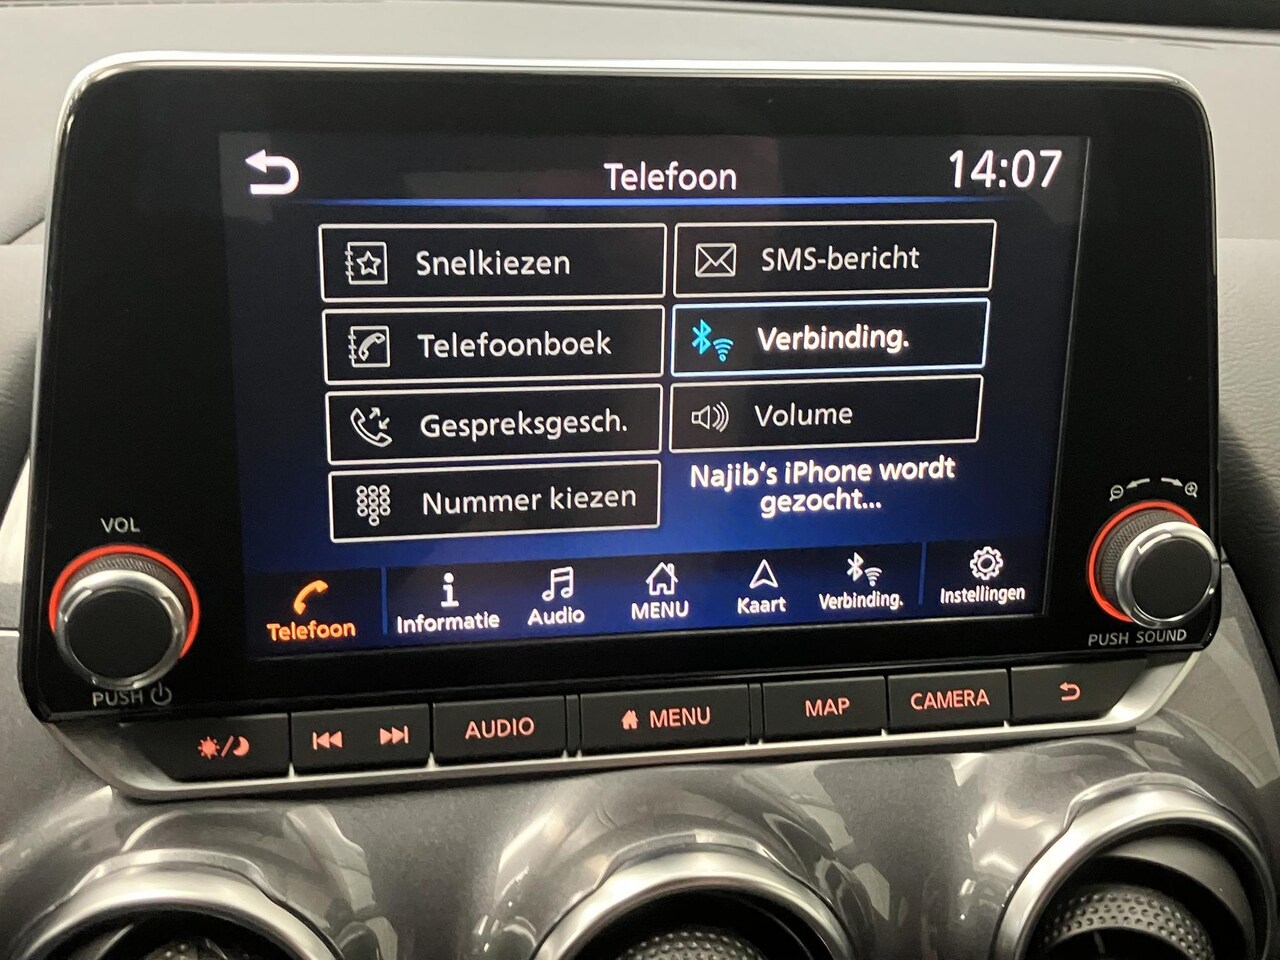 Telefoon
14:07
Snelkiezen
SMS-bericht
Telefoonboek
Verbinding.
Gespreksgesch.
Volume
Nummer kiezen
Najib's iPhone wordt
gezocht...
Telefoon
Informatie
Audio
MENU
Kaart
Verbinding.
Instellingen
VOL
PUSH
PUSH SOUND
AUDIO
MENU
MAP
CAMERA